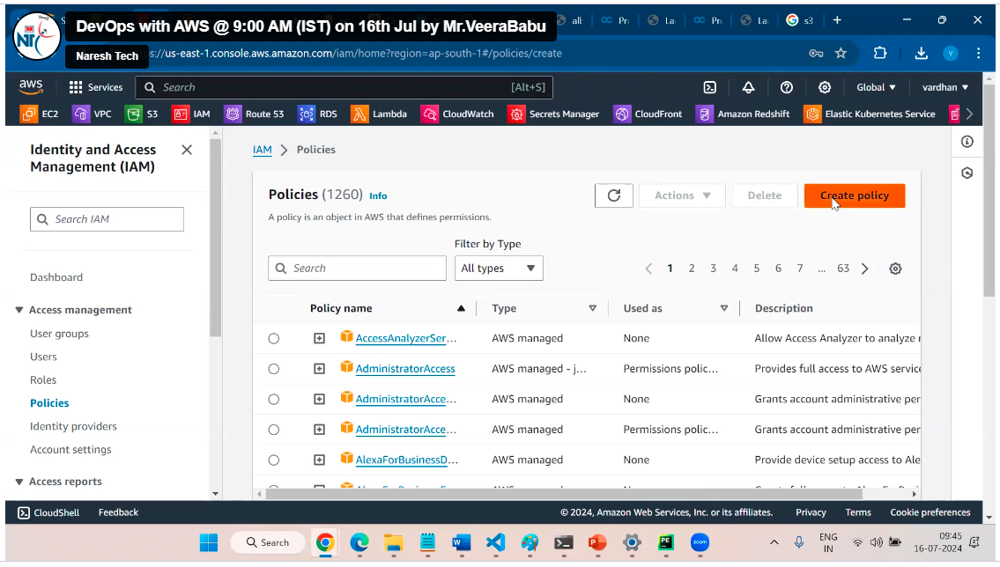 DevOps with AWS @ 9:00 AM (IST) on 16th Jul by Mr.VeeraBabu
Naresh Tech
s3
s://us-east-1.console.aws.amazon.com/iam/home?region=ap-south-1#/policies/create
aws
Services
Search
[Alt+S]
Global
vardhan
EC2
VPC
S3
IAM
Route 53
RDS
Lambda
CloudWatch
Secrets Manager
CloudFront
Amazon Redshift
Elastic Kubernetes Service
Identity and Access
Management (IAM)
Search IAM
Dashboard
Access management
User groups
Users
Roles
Policies
Identity providers
Account settings
Access reports
IAM > Policies
Policies (1260) Info
A policy is an object in AWS that defines permissions.
Actions
Delete
Create policy
Filter by Type
Search
All types
1 2 3 4 5 6 7 ... 63
Policy name Type Used as Description
AccessAnalyzerSer... AWS managed None Allow Access Analyzer to analyze r
AdministratorAccess AWS managed - j... Permissions polic... Provides full access to AWS service
AdministratorAcce... AWS managed None Grants account administrative per
AdministratorAcce... AWS managed Permissions polic... Grants account administrative per
AlexaForBusinessD... AWS managed None Provide device setup access to Ale
CloudShell Feedback © 2024, Amazon Web Services, Inc. or its affiliates. Privacy Terms Cookie preferences
Search
zoom
ENG
IN
09:45
16-07-2024